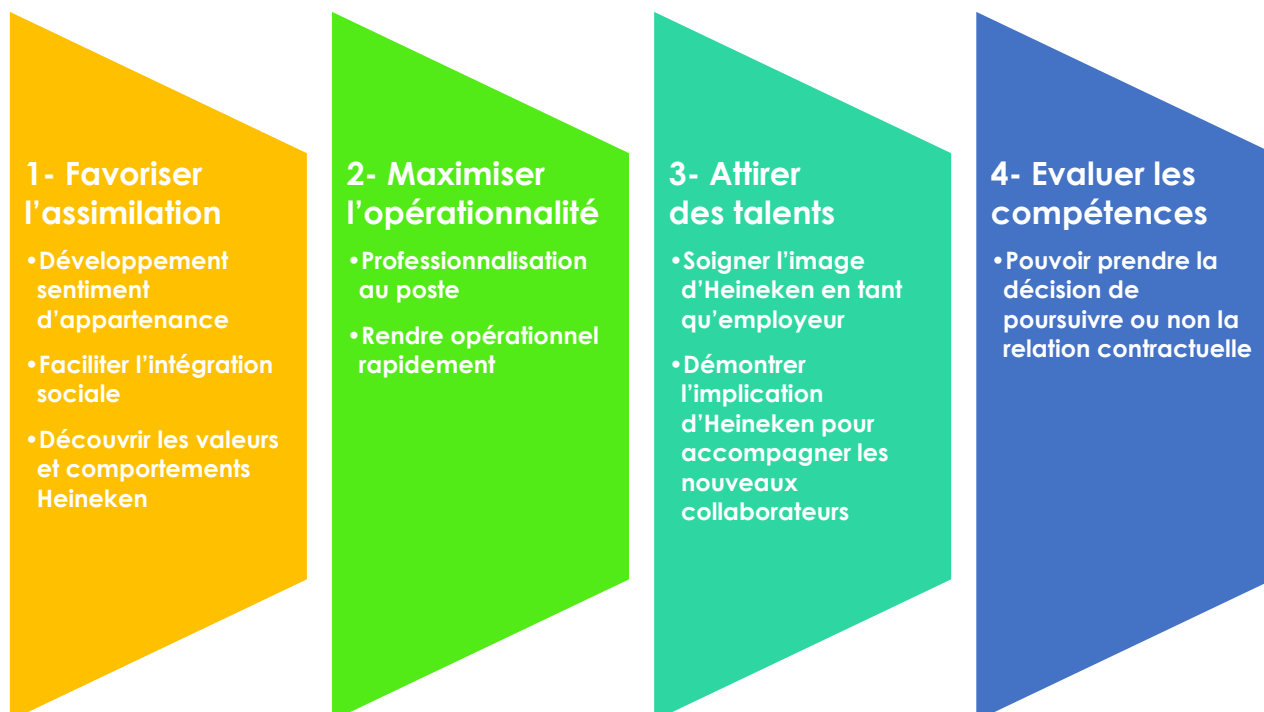 1- Favoriser
l’assimilation
•Développement
sentiment
d’appartenance
•Faciliter l’intégration
sociale
•Découvrir les valeurs
et comportements
Heineken
2- Maximiser
l’opérationnalité
•Professionnalisation
au poste
•Rendre opérationnel
rapidement
3- Attirer
des talents
•Soigner l’image
d’Heineken en tant
qu’employeur
•Démontrer
l’implication
d’Heineken pour
accompagner les
nouveaux
collaborateurs
4- Evaluer les
compétences
•Pouvoir prendre la
décision de
poursuivre ou non la
relation contractuelle